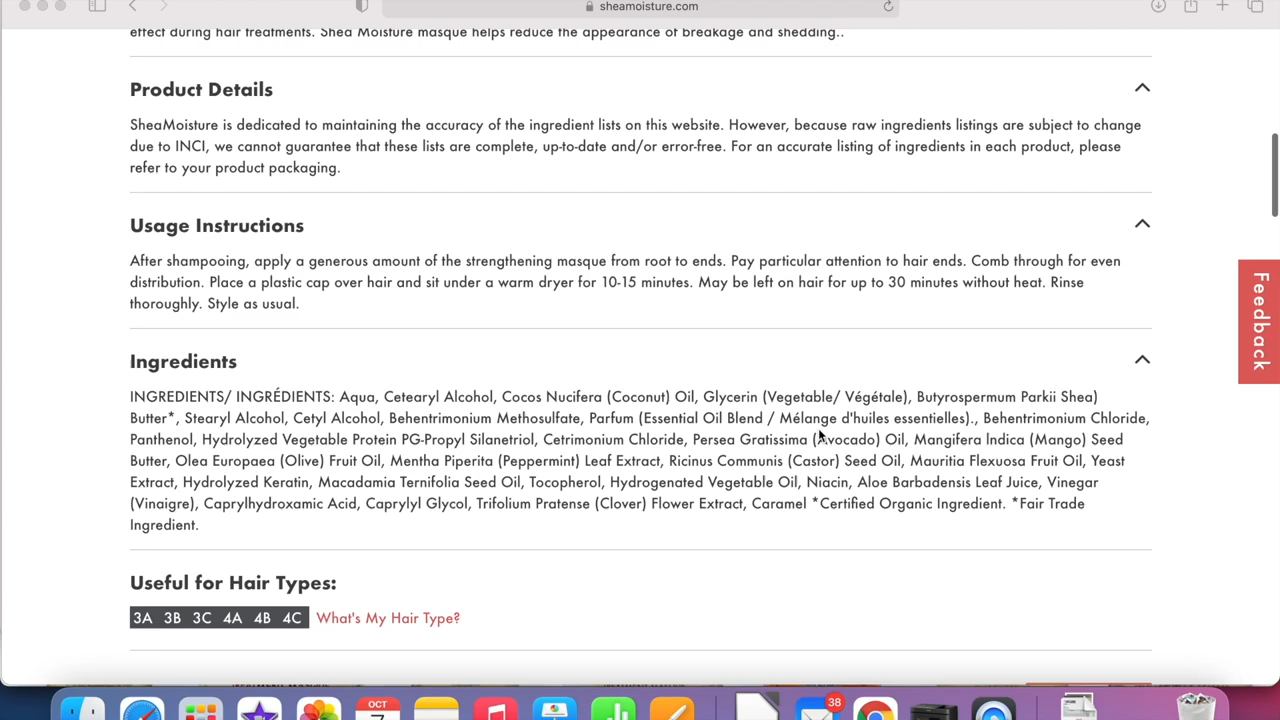 sheamoisture.com
effect during hair treatments. Shea Moisture masque helps reduce the appearance of breakage and shedding..
Product Details
SheaMoisture is dedicated to maintaining the accuracy of the ingredient lists on this website. However, because raw ingredients listings are subject to change
due to INCI, we cannot guarantee that these lists are complete, up-to-date and/or error-free. For an accurate listing of ingredients in each product, please
refer to your product packaging.
Usage Instructions
After shampooing, apply a generous amount of the strengthening masque from root to ends. Pay particular attention to hair ends. Comb through for even
distribution. Place a plastic cap over hair and sit under a warm dryer for 10-15 minutes. May be left on hair for up to 30 minutes without heat. Rinse
thoroughly. Style as usual.
Feedback
Ingredients
INGREDIENTS/ INGRÉDIENTS: Aqua, Cetearyl Alcohol, Cocos Nucifera (Coconut) Oil, Glycerin (Vegetable/ Végétale), Butyrospermum Parkii Shea)
Butter*, Stearyl Alcohol, Cetyl Alcohol, Behentrimonium Methosulfate, Parfum (Essential Oil Blend / Mélange d'huiles essentielles)., Behentrimonium Chloride,
Panthenol, Hydrolyzed Vegetable Protein PG-Propyl Silanetriol, Cetrimonium Chloride, Persea Gratissima (Avocado) Oil, Mangifera Indica (Mango) Seed
Butter, Olea Europaea (Olive) Fruit Oil, Mentha Piperita (Peppermint) Leaf Extract, Ricinus Communis (Castor) Seed Oil, Mauritia Flexuosa Fruit Oil, Yeast
Extract, Hydrolyzed Keratin, Macadamia Ternifolia Seed Oil, Tocopherol, Hydrogenated Vegetable Oil, Niacin, Aloe Barbadensis Leaf Juice, Vinegar
(Vinaigre), Caprylhydroxamic Acid, Caprylyl Glycol, Trifolium Pratense (Clover) Flower Extract, Caramel *Certified Organic Ingredient. *Fair Trade
Ingredient.
Useful for Hair Types:
3A 3B 3C 4A 4B 4C What's My Hair Type?
OCT
38